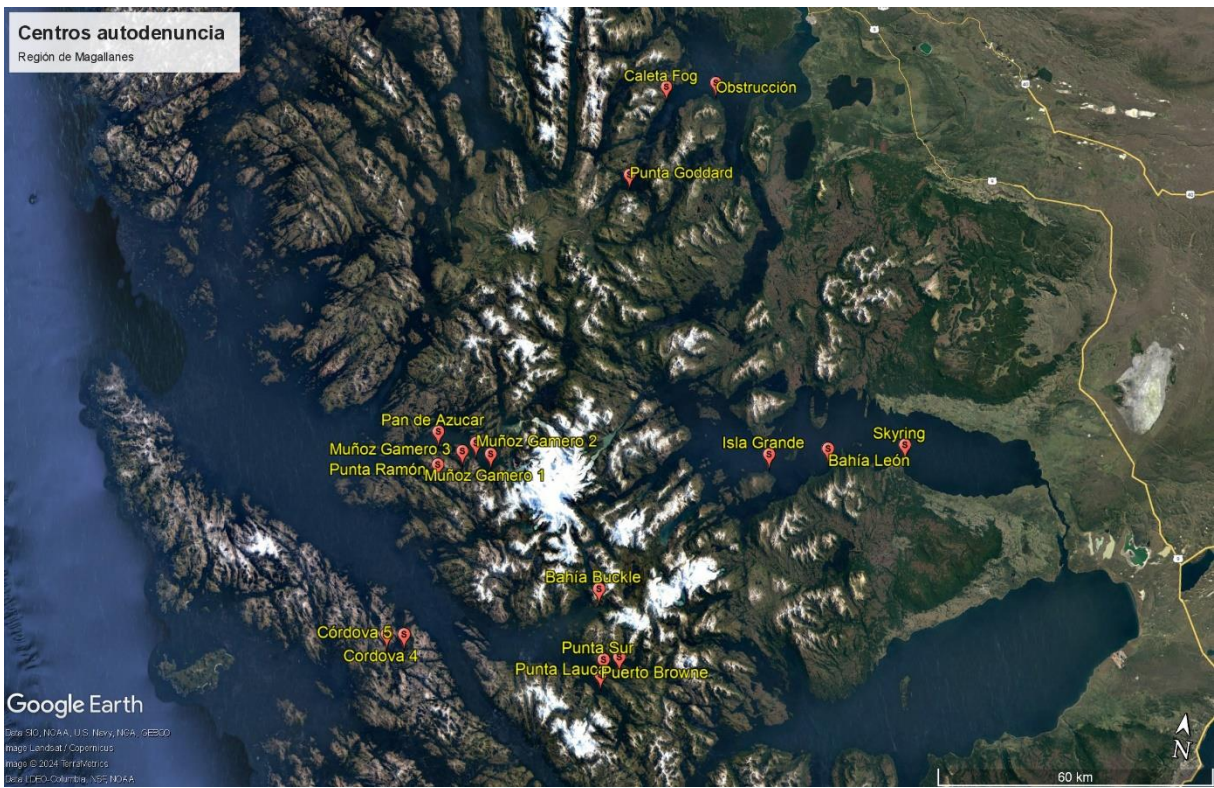 Centros autodenuncia
Región de Magallanes
Caleta Fog
Obstrucción
Punta Goddard
Pan de Azucar
Muñoz Gamero 2
Muñoz Gamero 3
Punta Ramón
Muñoz Gamero 1
Isla Grande
Skyring
Bahía León
Bahía Buckle
Córdova 5
Cordova 4
Punta Sur
Punta Lauca
Puerto Browne
Google Earth
Data SIO, NOAA, U.S. Navy, NGA, GEBCO
Image Landsat / Copernicus
Image © 2024 TerraMetrics
Data LDEO-Columbia, NSF, NOAA
N
60 km